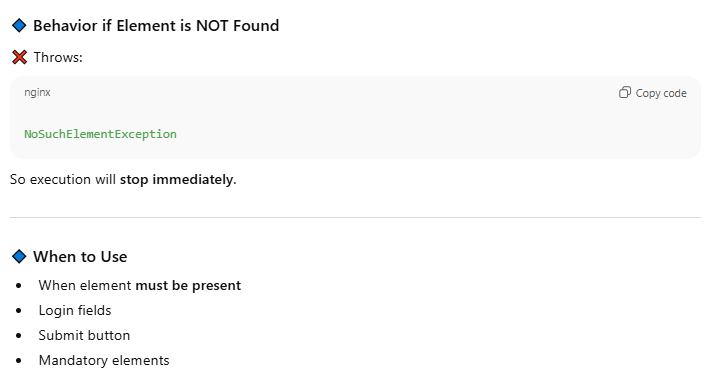 Behavior if Element is NOT Found
Throws:
nginx
Copy code
NoSuchElementException
So execution will stop immediately.
When to Use
When element must be present
Login fields
Submit button
Mandatory elements